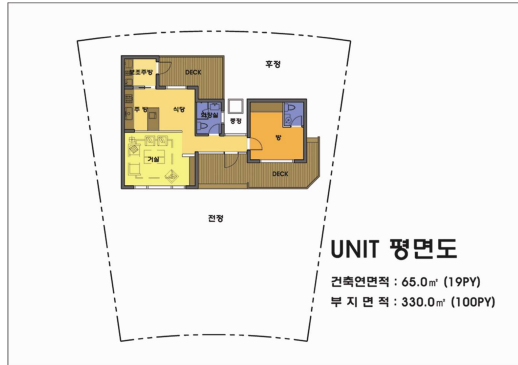 후정
보조주방
DECK
주 방
식당
화장실
중정
방
거실
DECK
전정
UNIT 평면도
건축연면적 : 65.0㎡ (19PY)
부 지 면 적 : 330.0㎡ (100PY)